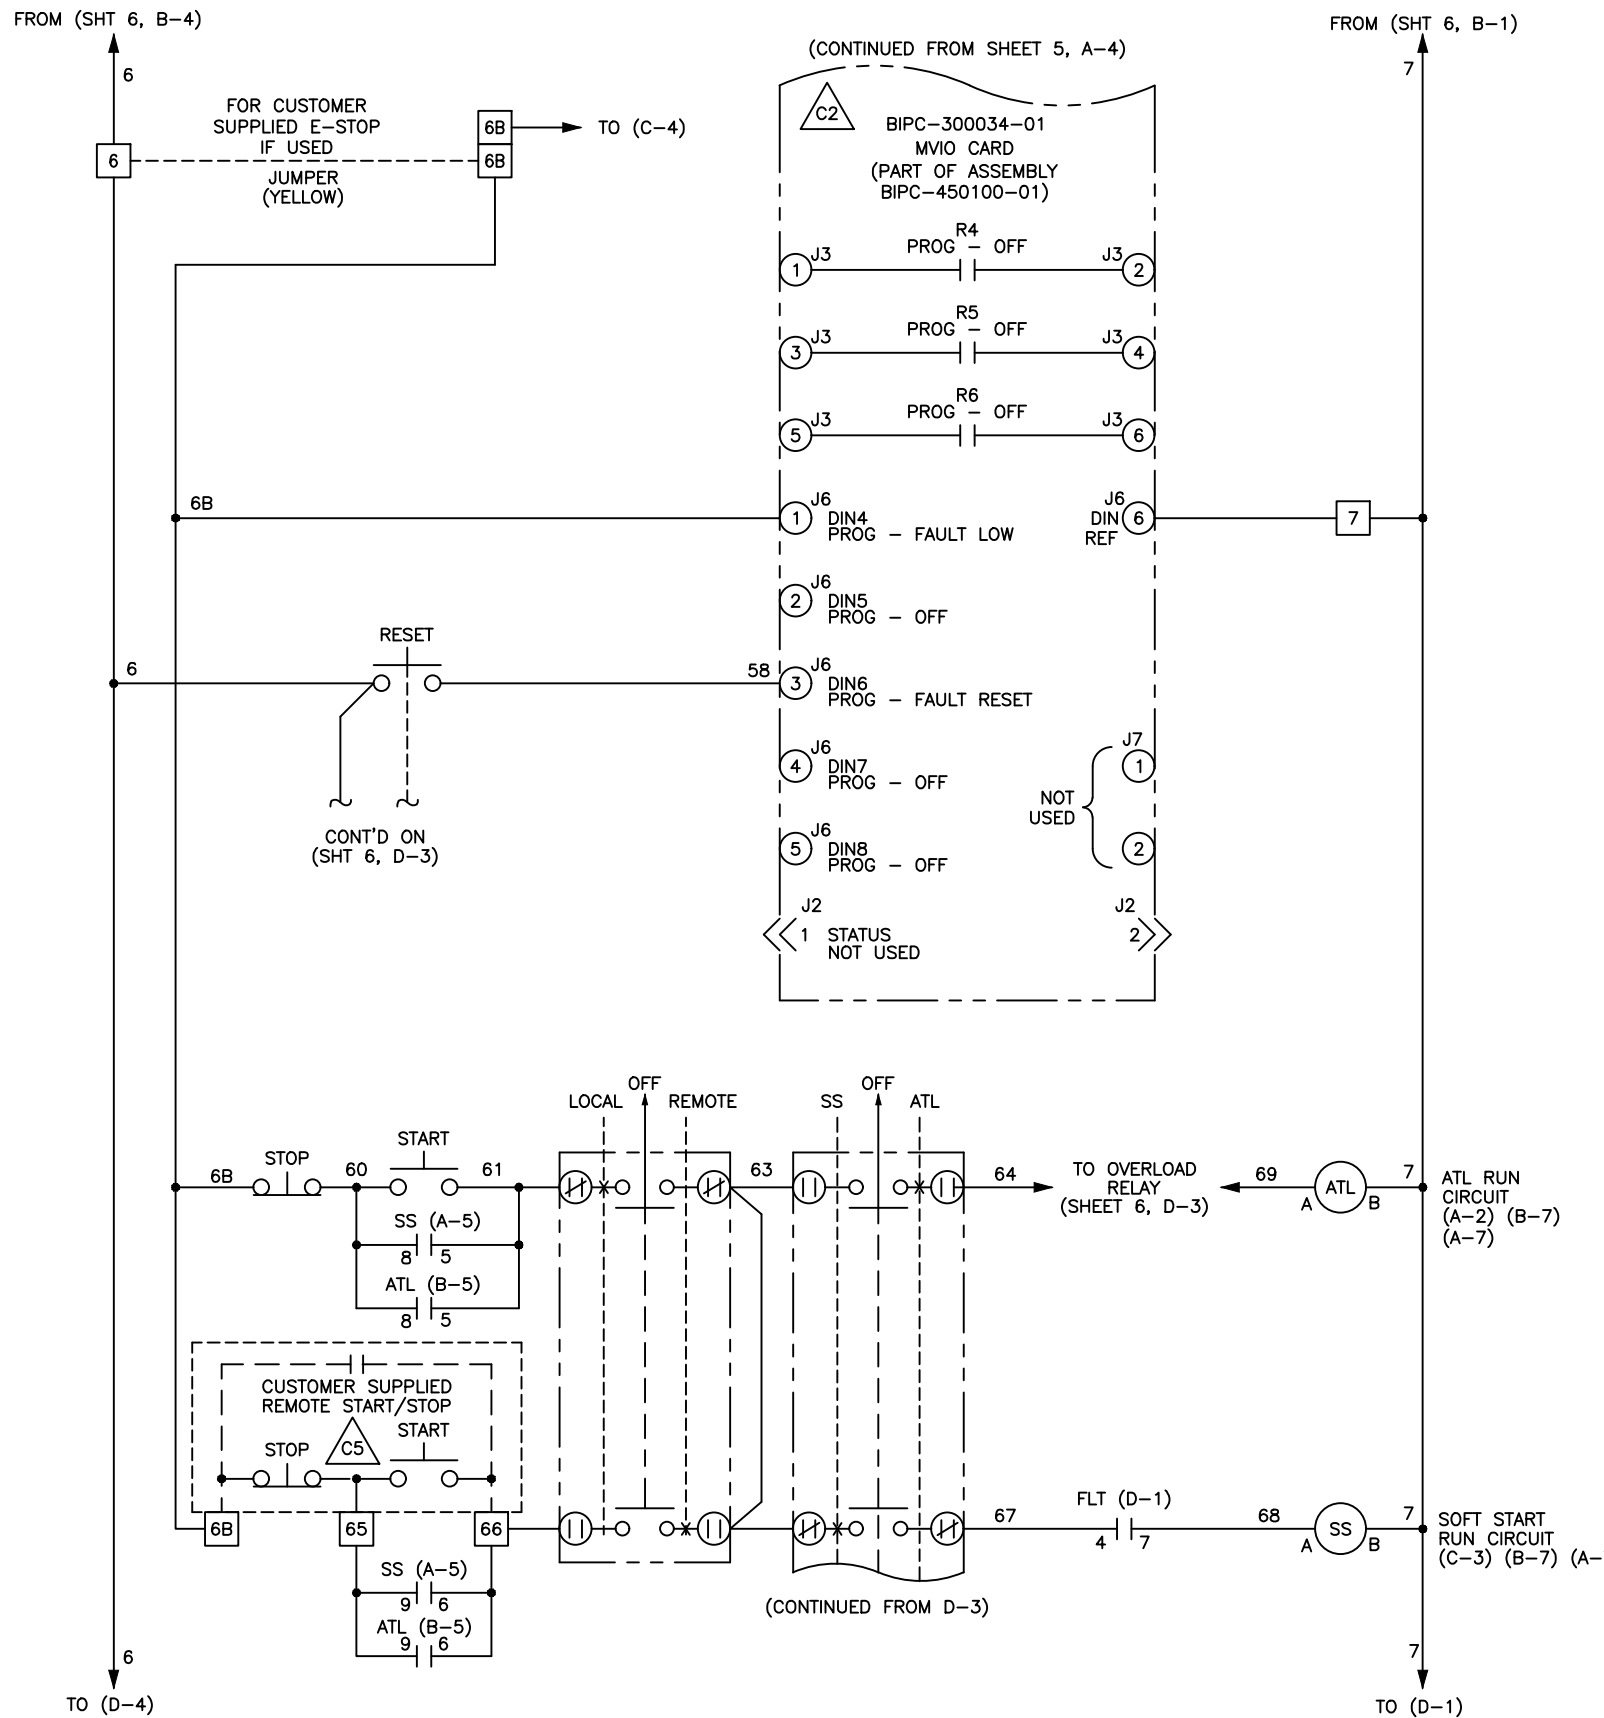 FROM (SHT 6, B-4)
FROM (SHT 6, B-1)
(CONTINUED FROM SHEET 5, A-4)
6
7
FOR CUSTOMER
SUPPLIED E-STOP
IF USED
6B
TO (C-4)
6
6B
JUMPER
(YELLOW)
C2
BIPC-300034-01
MVIO CARD
(PART OF ASSEMBLY
BIPC-450100-01)
R4
PROG - OFF
J3
1
J3
2
R5
PROG - OFF
J3
3
J3
4
R6
PROG - OFF
J3
5
J3
6
6B
J6
1
DIN4
PROG - FAULT LOW
J6
DIN
REF
6
7
J6
2
DIN5
PROG - OFF
RESET
6
58
J6
3
DIN6
PROG - FAULT RESET
CONT'D ON
(SHT 6, D-3)
J6
4
DIN7
PROG - OFF
J7
1
NOT
USED
2
J6
5
DIN8
PROG - OFF
J2
1
STATUS
NOT USED
J2
2
LOCAL
OFF
REMOTE
SS
OFF
ATL
6B
STOP
60
START
61
63
64
TO OVERLOAD
RELAY
(SHEET 6, D-3)
69
A
ATL
B
7
ATL RUN
CIRCUIT
(A-2) (B-7)
(A-7)
SS (A-5)
8
5
ATL (B-5)
8
5
CUSTOMER SUPPLIED
REMOTE START/STOP
C5
STOP
START
6B
65
66
67
FLT (D-1)
4
7
68
A
SS
B
7
SOFT START
RUN CIRCUIT
(C-3) (B-7) (A-
SS (A-5)
9
6
ATL (B-5)
9
6
(CONTINUED FROM D-3)
6
7
TO (D-4)
TO (D-1)